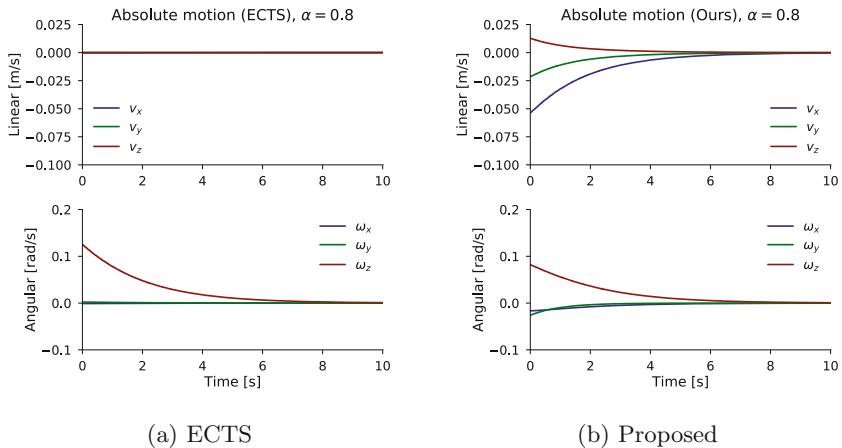 Absolute motion (ECTS), α = 0.8
Linear [m/s]
0.025
0.000
−0.025
−0.050
−0.075
−0.100
v_x
v_y
v_z
0 2 4 6 8 10
Angular [rad/s]
0.2
0.1
0.0
−0.1
ω_x
ω_y
ω_z
0 2 4 6 8 10
Time [s]
(a) ECTS
Absolute motion (Ours), α = 0.8
Linear [m/s]
0.025
0.000
−0.025
−0.050
−0.075
−0.100
v_x
v_y
v_z
0 2 4 6 8 10
Angular [rad/s]
0.2
0.1
0.0
−0.1
ω_x
ω_y
ω_z
0 2 4 6 8 10
Time [s]
(b) Proposed